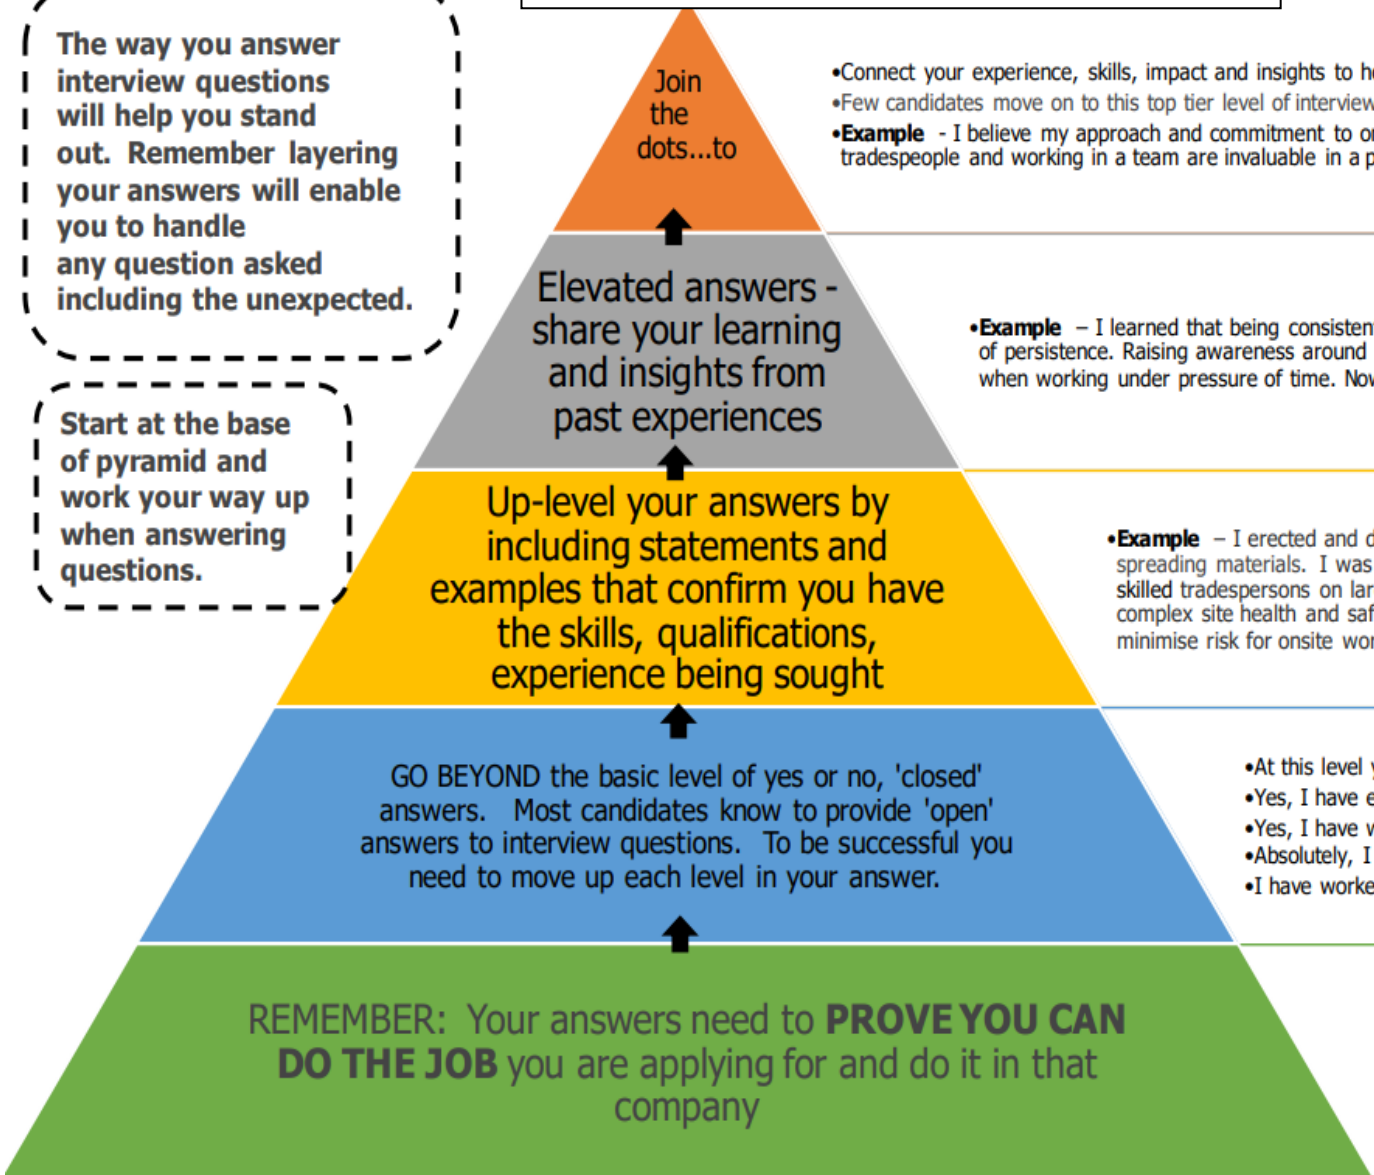 The way you answer
interview questions
will help you stand
out. Remember layering
your answers will enable
you to handle
any question asked
including the unexpected.
Start at the base
of pyramid and
work your way up
when answering
questions.
Join
the
dots...to
•Connect your experience, skills, impact and insights to
•Few candidates move on to this top tier level of interview
•Example - I believe my approach and commitment to
tradespeople and working in a team are invaluable in a
Elevated answers -
share your learning
and insights from
past experiences
•Example – I learned that being consistent
of persistence. Raising awareness around
when working under pressure of time.
Up-level your answers by
including statements and
examples that confirm you have
the skills, qualifications,
experience being sought
•Example – I erected and
spreading materials. I was
skilled tradespersons on
complex site health and
minimise risk for onsite
GO BEYOND the basic level of yes or no, 'closed'
answers. Most candidates know to provide 'open'
answers to interview questions. To be successful you
need to move up each level in your answer.
•At this level
•Yes, I have
•Yes, I have
•Absolutely, I
•I have
REMEMBER: Your answers need to PROVE YOU CAN
DO THE JOB you are applying for and do it in that
company